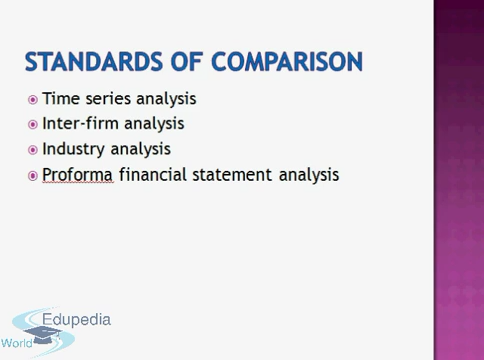 STANDARDS OF COMPARISON
Time series analysis
Inter-firm analysis
Industry analysis
Proforma financial statement analysis
Edupedia
World